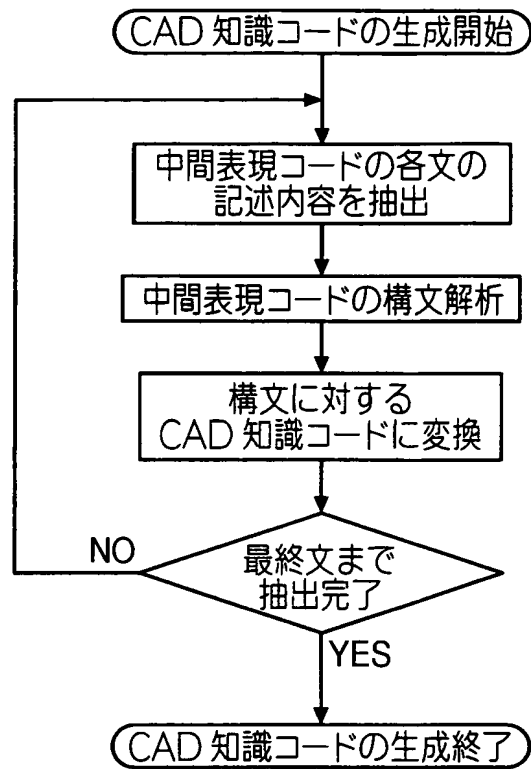 CAD 知識コードの生成開始
中間表現コードの各文の
記述内容を抽出
中間表現コードの構文解析
構文に対する
CAD 知識コードに変換
NO
最終文まで
抽出完了
YES
CAD 知識コードの生成終了